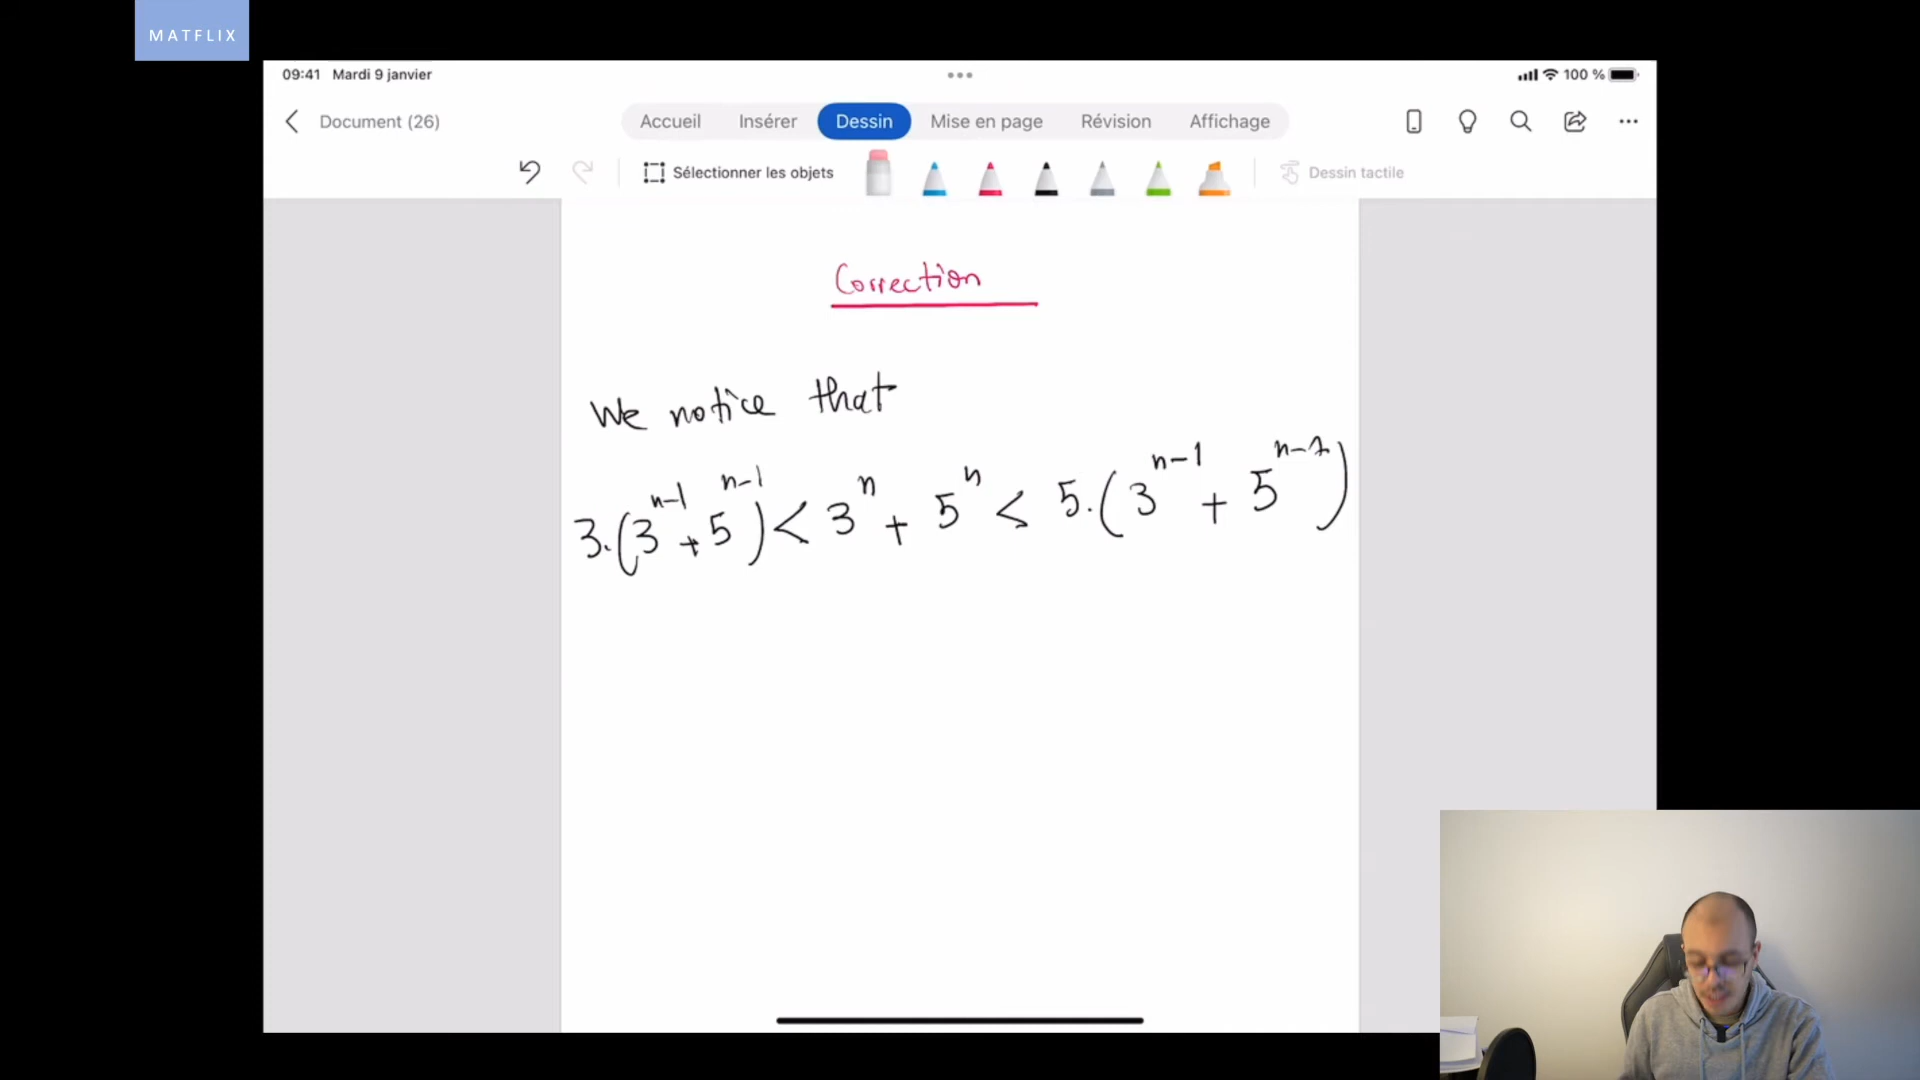 MATFLIX
09:41 Mardi 9 janvier
100 %
Document (26)
Accueil Insérer Dessin Mise en page Révision Affichage
Sélectionner les objets
Dessin tactile
Correction
We notice that
3.(3^{n-1} + 5^{n-1}) < 3^n + 5^n < 5.(3^{n-1} + 5^{n-1})